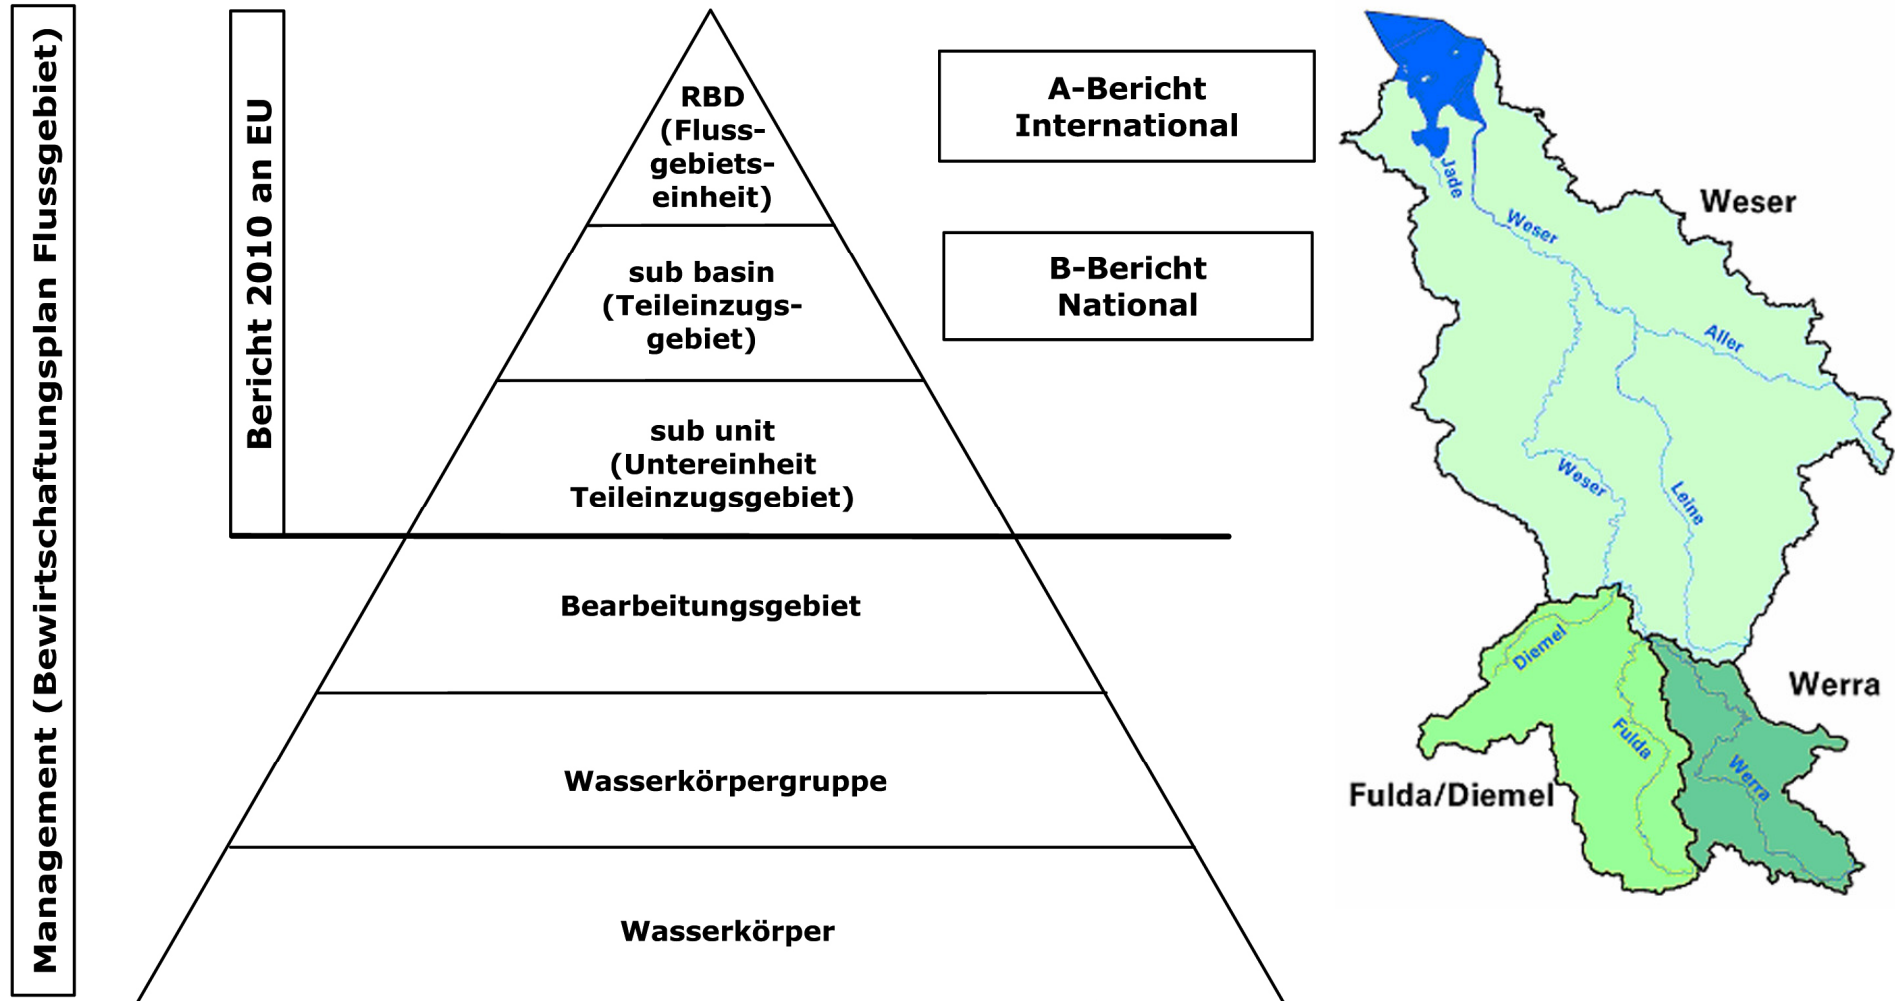 Management (Bewirtschaftungsplan Flussgebiet)
Bericht 2010 an EU
RBD
(Fluss-
gebiets-
einheit)
sub basin
(Teileinzugs-
gebiet)
sub unit
(Untereinheit
Teileinzugsgebiet)
Bearbeitungsgebiet
Wasserkörpergruppe
Wasserkörper
A-Bericht
International
B-Bericht
National
Jade
Weser
Weser
Aller
Weser
Leine
Diemel
Werra
Fulda
Werra
Fulda/Diemel